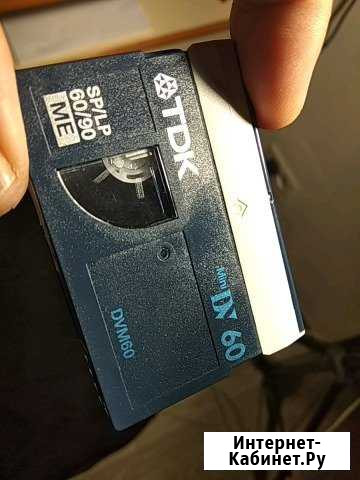 TDK
SP/LP
60/90
ME
Mini DV 60
DVM60
Интернет-
Кабинет.Ру